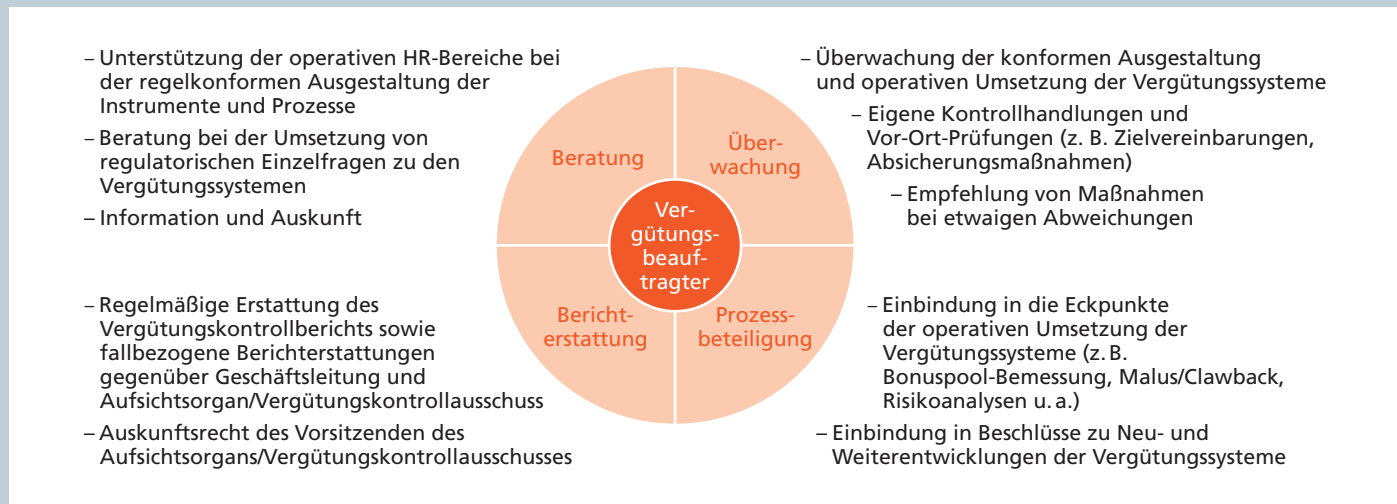 – Unterstützung der operativen HR-Bereiche bei
der regelkonformen Ausgestaltung der
Instrumente und Prozesse
– Beratung bei der Umsetzung von
regulatorischen Einzelfragen zu den
Vergütungssystemen
– Information und Auskunft
– Überwachung der konformen Ausgestaltung
und operativen Umsetzung der Vergütungssysteme
– Eigene Kontrollhandlungen und
Vor-Ort-Prüfungen (z. B. Zielvereinbarungen,
Absicherungsmaßnahmen)
– Empfehlung von Maßnahmen
bei etwaigen Abweichungen
Beratung
Über-
wachung
Ver-
gütungs-
beauf-
tragter
Bericht-
erstattung
Prozess-
beteiligung
– Regelmäßige Erstattung des
Vergütungskontrollberichts sowie
fallbezogene Berichterstattungen
gegenüber Geschäftsleitung und
Aufsichtsorgan/Vergütungskontrollausschuss
– Auskunftsrecht des Vorsitzenden des
Aufsichtsorgans/Vergütungskontrollausschusses
– Einbindung in die Eckpunkte
der operativen Umsetzung der
Vergütungssysteme (z. B.
Bonuspool-Bemessung, Malus/Clawback,
Risikoanalysen u. a.)
– Einbindung in Beschlüsse zu Neu- und
Weiterentwicklungen der Vergütungssysteme